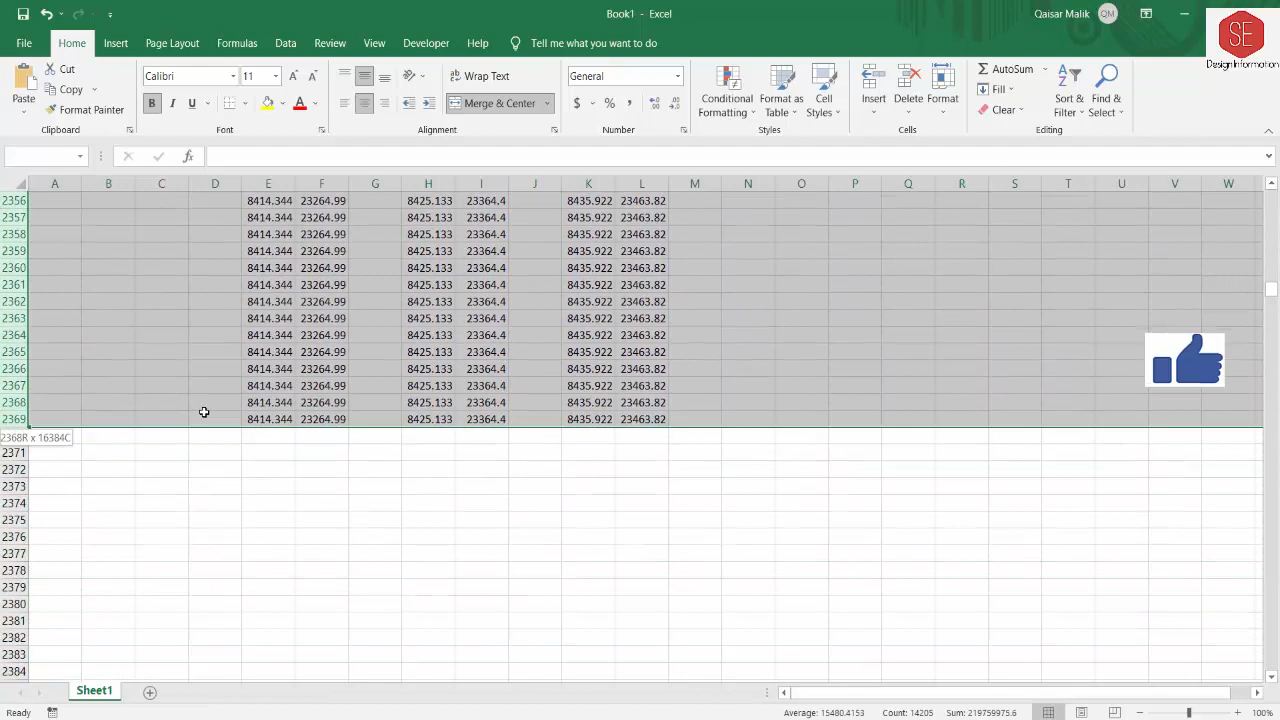 Book1 - Excel
Qaisar Malik QM
SE
Design Information
File Home Insert Page Layout Formulas Data Review View Developer Help Tell me what you want to do
Paste
Cut
Copy
Format Painter
Clipboard
Calibri 11
B I U
Font
Wrap Text
Merge & Center
Alignment
General
$ % ,
Number
Conditional Formatting
Format as Table
Cell Styles
Styles
Insert Delete Format
Cells
AutoSum
Fill
Clear
Sort & Filter
Find & Select
Editing
fx
A B C D E F G H I J K L M N O P Q R S T U V W
2356 8414.344 23264.99 8425.133 23364.4 8435.922 23463.82
2357 8414.344 23264.99 8425.133 23364.4 8435.922 23463.82
2358 8414.344 23264.99 8425.133 23364.4 8435.922 23463.82
2359 8414.344 23264.99 8425.133 23364.4 8435.922 23463.82
2360 8414.344 23264.99 8425.133 23364.4 8435.922 23463.82
2361 8414.344 23264.99 8425.133 23364.4 8435.922 23463.82
2362 8414.344 23264.99 8425.133 23364.4 8435.922 23463.82
2363 8414.344 23264.99 8425.133 23364.4 8435.922 23463.82
2364 8414.344 23264.99 8425.133 23364.4 8435.922 23463.82
2365 8414.344 23264.99 8425.133 23364.4 8435.922 23463.82
2366 8414.344 23264.99 8425.133 23364.4 8435.922 23463.82
2367 8414.344 23264.99 8425.133 23364.4 8435.922 23463.82
2368 8414.344 23264.99 8425.133 23364.4 8435.922 23463.82
2369 8414.344 23264.99 8425.133 23364.4 8435.922 23463.82
2368R x 16384C
2371
2372
2373
2374
2375
2376
2377
2378
2379
2380
2381
2382
2383
2384
Sheet1
Ready
Average: 15480.4153 Count: 14205 Sum: 219759975.6
100%